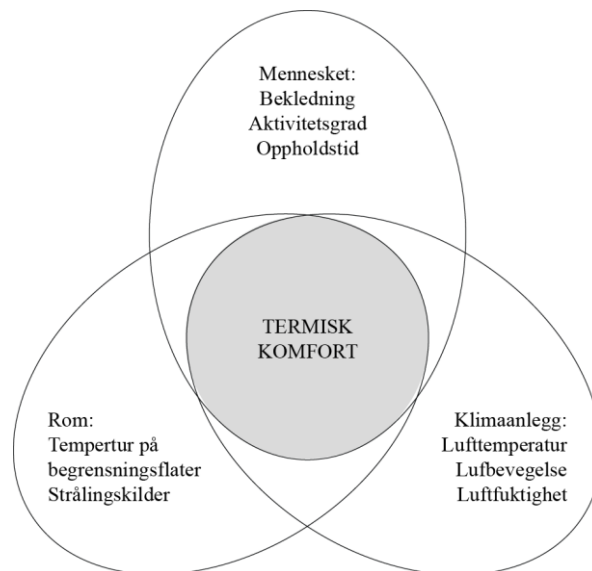 Mennesket:
Bekledning
Aktivitetsgrad
Oppholdstid
TERMISK
KOMFORT
Rom:
Tempertur på
begrensningsflater
Strålingskilder
Klimaanlegg:
Lufttemperatur
Lufbevegelse
Luftfuktighet